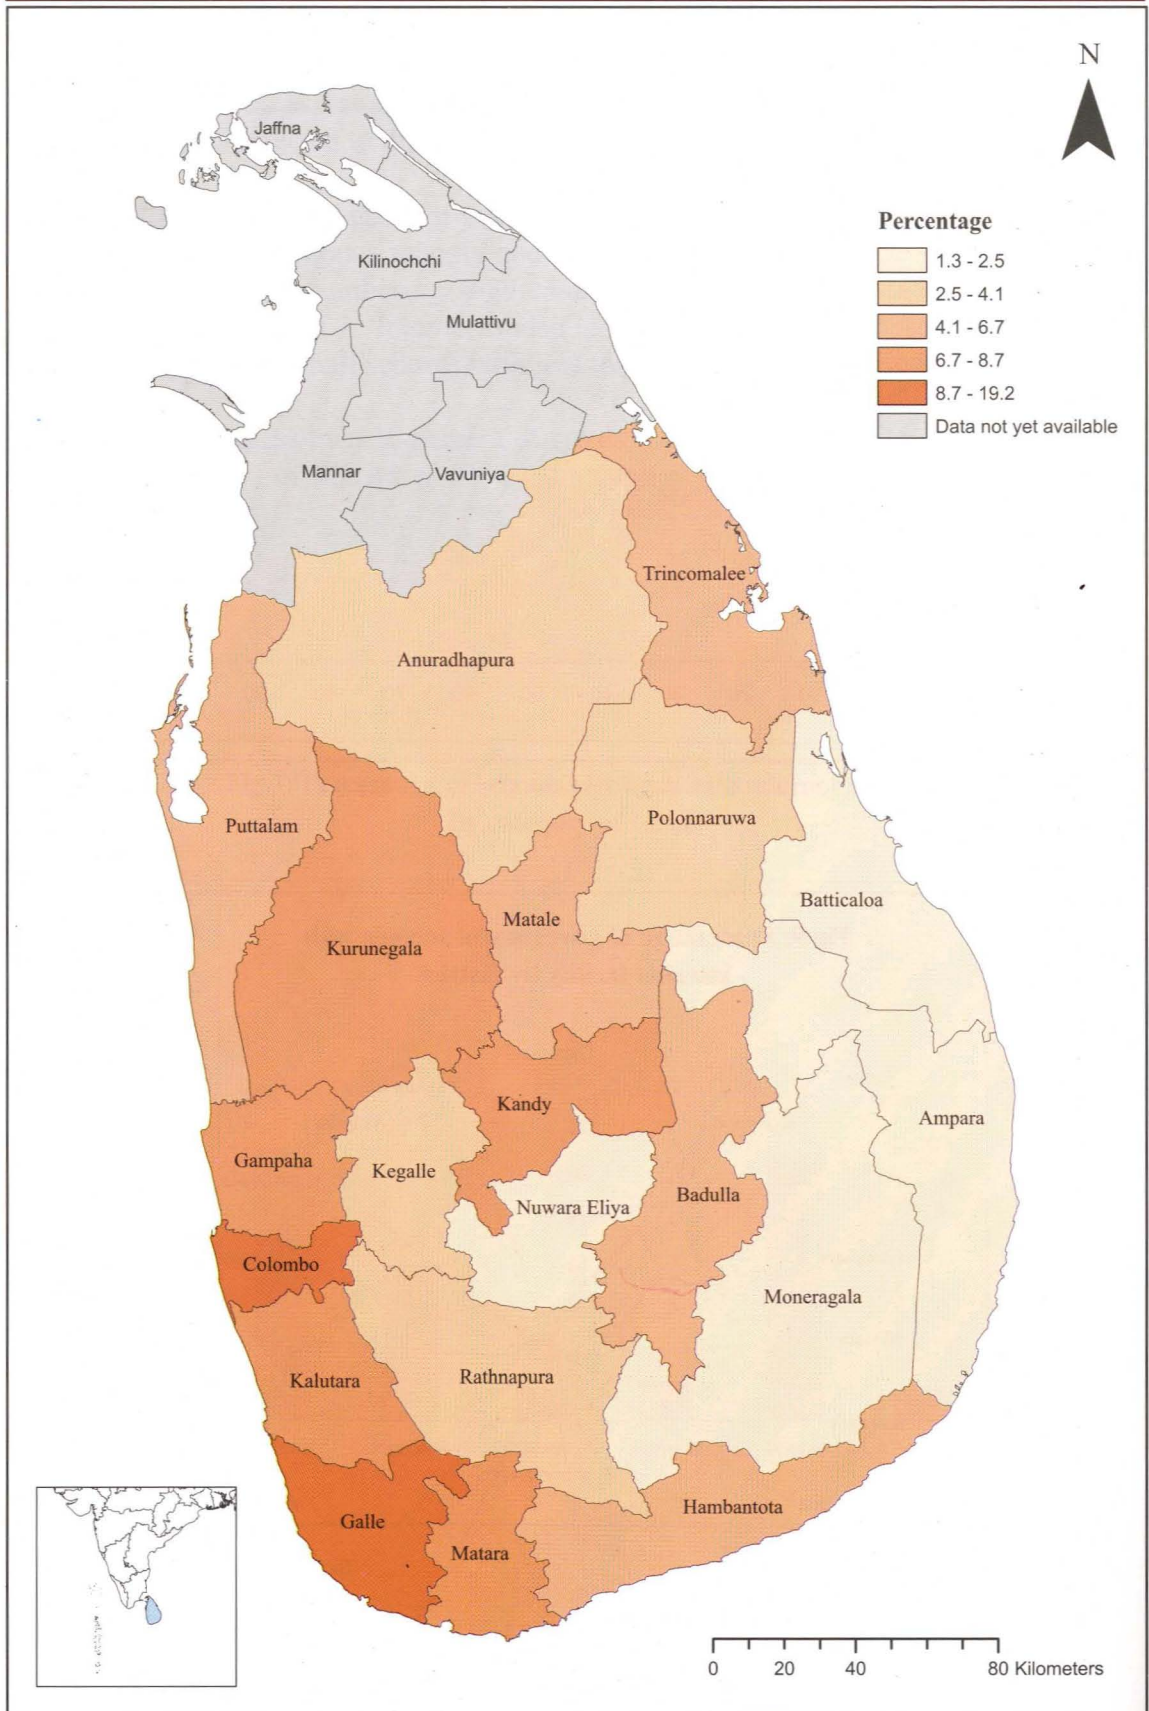 N
Jaffna
Percentage
1.3 - 2.5
2.5 - 4.1
4.1 - 6.7
6.7 - 8.7
8.7 - 19.2
Data not yet available
Kilinochchi
Mulattivu
Mannar
Vavuniya
Trincomalee
Anuradhapura
Puttalam
Polonnaruwa
Batticaloa
Matale
Kurunegala
Kandy
Ampara
Gampaha
Kegalle
Nuwara Eliya
Badulla
Colombo
Moneragala
Kalutara
Rathnapura
Hambantota
Galle
Matara
0 20 40 80 Kilometers